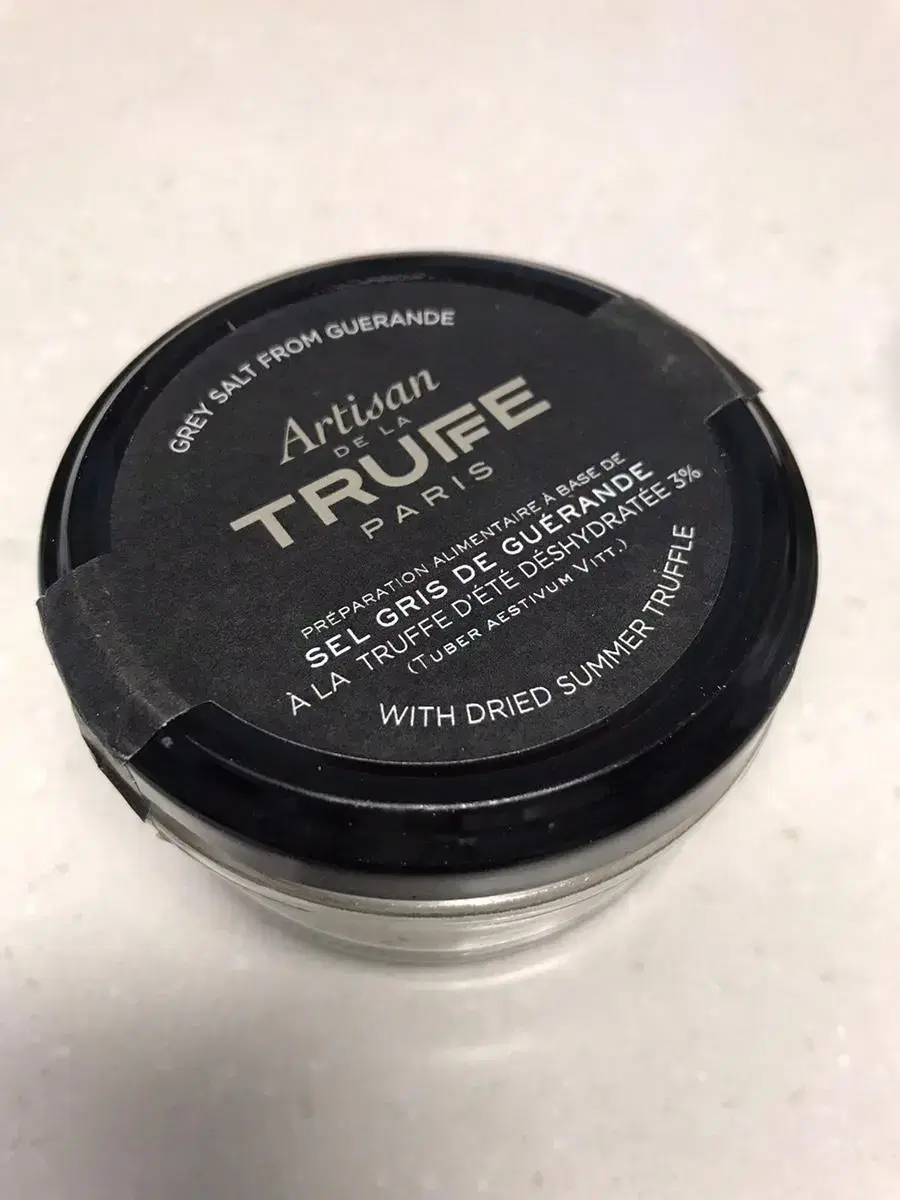 GREY SALT FROM GUERANDE
Artisan
DE LA
TRUFFE
PARIS
PRÉPARATION ALIMENTAIRE À BASE DE
SEL GRIS DE GUÉRANDE
À LA TRUFFE D'ÉTÉ DÉSHYDRATÉE 3%
(TUBER AESTIVUM VITT.)
WITH DRIED SUMMER TRUFFLE